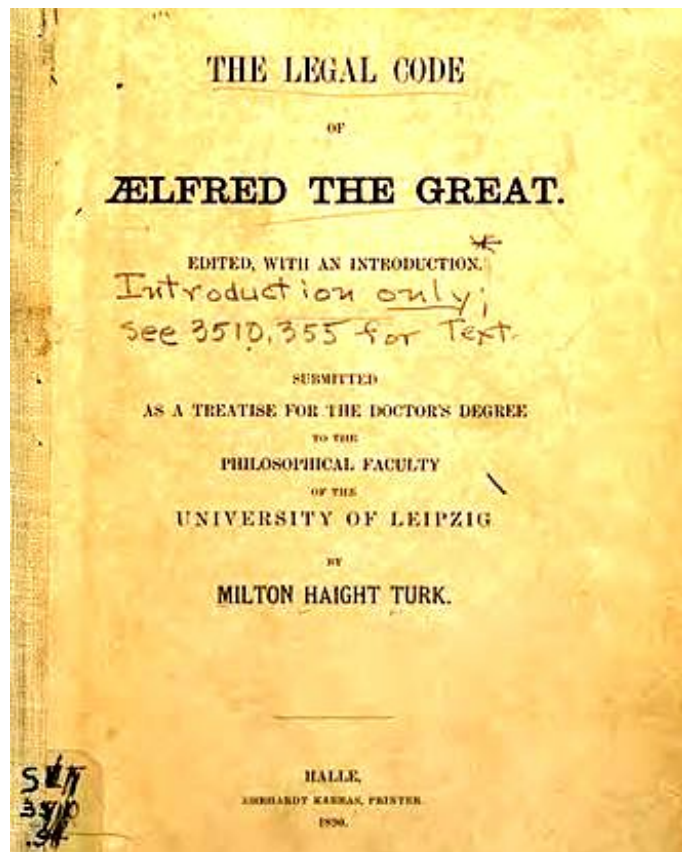 THE LEGAL CODE
OF
ÆLFRED THE GREAT.
EDITED, WITH AN INTRODUCTION.*
Introduction only;
see 3510.355 for Text.
SUBMITTED
AS A TREATISE FOR THE DOCTOR'S DEGREE
TO THE
PHILOSOPHICAL FACULTY
OF THE
UNIVERSITY OF LEIPZIG
BY
MILTON HAIGHT TURK.
HALLE,
EHRHARDT KARRAS, PRINTER.
1890.